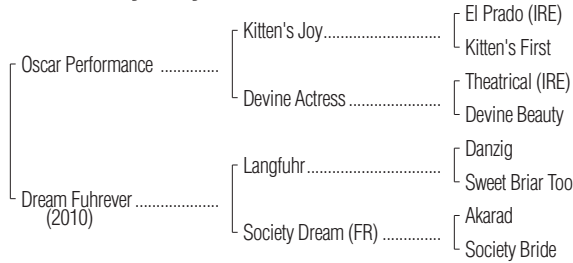 El Prado (IRE)
Kitten's Joy........................
Kitten's First
Oscar Performance ..............
Theatrical (IRE)
Devine Actress .......................
Devine Beauty
Danzig
Langfuhr.................................
Sweet Briar Too
Dream Fuhrever ....................
(2010)
Akarad
Society Dream (FR) ..............
Society Bride